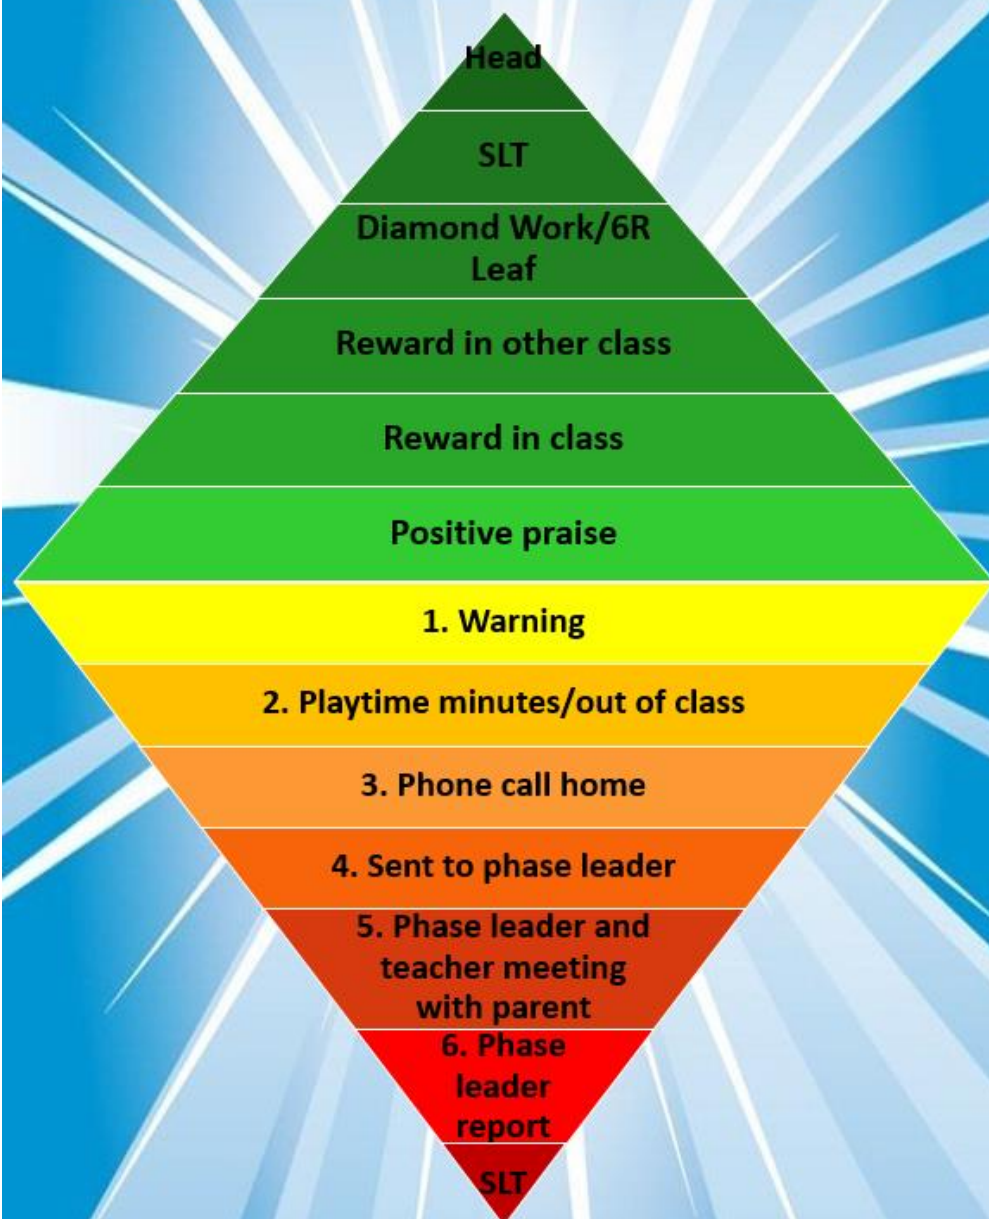 Head
SLT
Diamond Work/6R
Leaf
Reward in other class
Reward in class
Positive praise
1. Warning
2. Playtime minutes/out of class
3. Phone call home
4. Sent to phase leader
5. Phase leader and
teacher meeting
with parent
6. Phase
leader
report
SLT